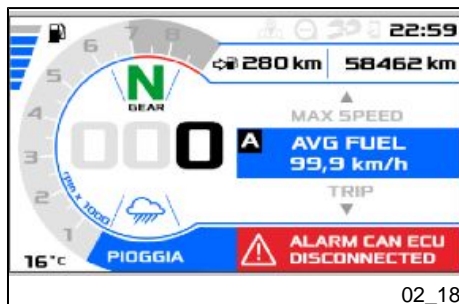 22:59
280 km 58462 km
8
7
6
5
4
3
2
1
rpm x 1000
N
GEAR
000
MAX SPEED
A AVG FUEL
99,9 km/h
TRIP
16°c
PIOGGIA
ALARM CAN ECU
DISCONNECTED
02_18